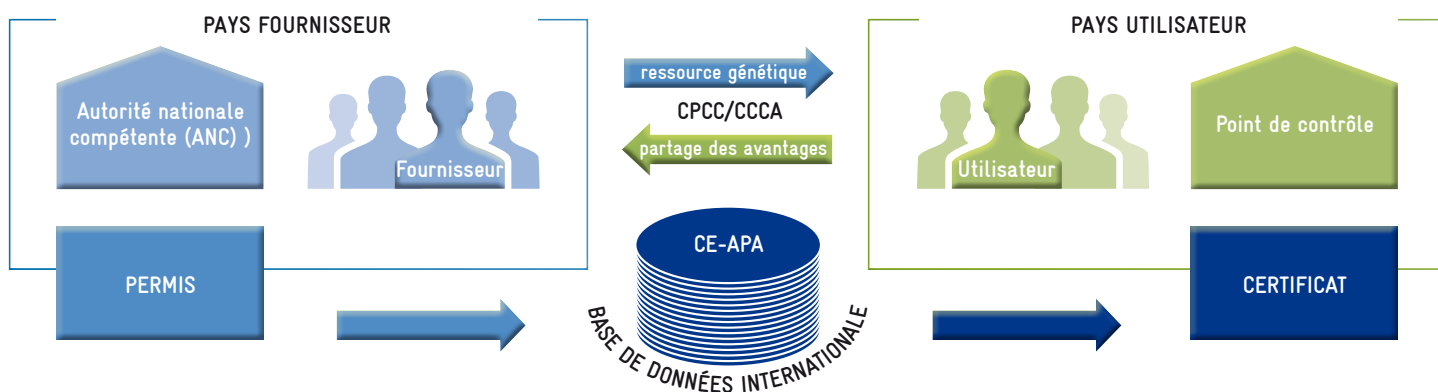 PAYS FOURNISSEUR
Autorité nationale
compétente (ANC) )
Fournisseur
PERMIS
ressource génétique
CPCC/CCCA
partage des avantages
CE-APA
BASE DE DONNÉES INTERNATIONALE
PAYS UTILISATEUR
Utilisateur
Point de contrôle
CERTIFICAT